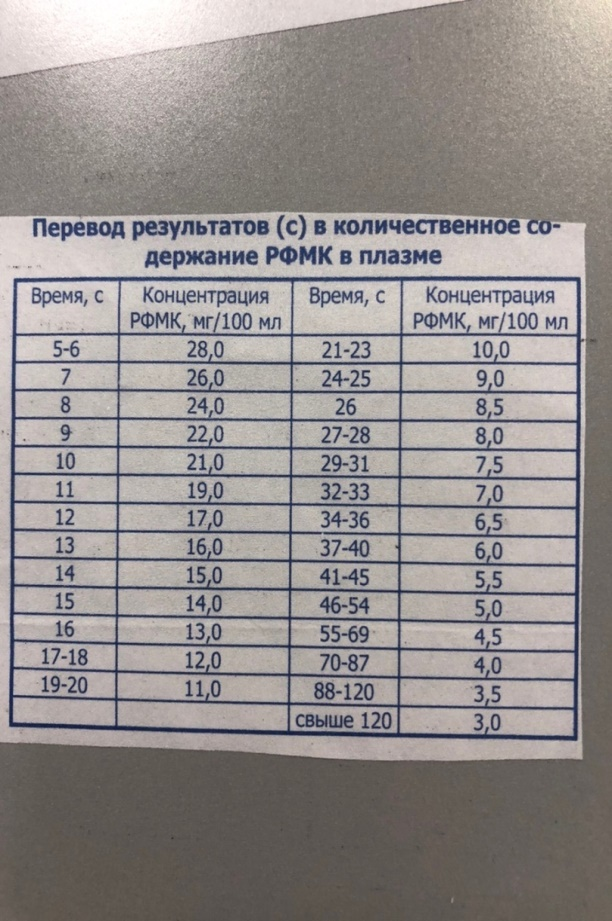 Перевод результатов (с) в количественное со-
держание РФМК в плазме
Время, с Концентрация РФМК, мг/100 мл Время, с Концентрация РФМК, мг/100 мл
5-6 28,0 21-23 10,0
7 26,0 24-25 9,0
8 24,0 26 8,5
9 22,0 27-28 8,0
10 21,0 29-31 7,5
11 19,0 32-33 7,0
12 17,0 34-36 6,5
13 16,0 37-40 6,0
14 15,0 41-45 5,5
15 14,0 46-54 5,0
16 13,0 55-69 4,5
17-18 12,0 70-87 4,0
19-20 11,0 88-120 3,5
свыше 120 3,0